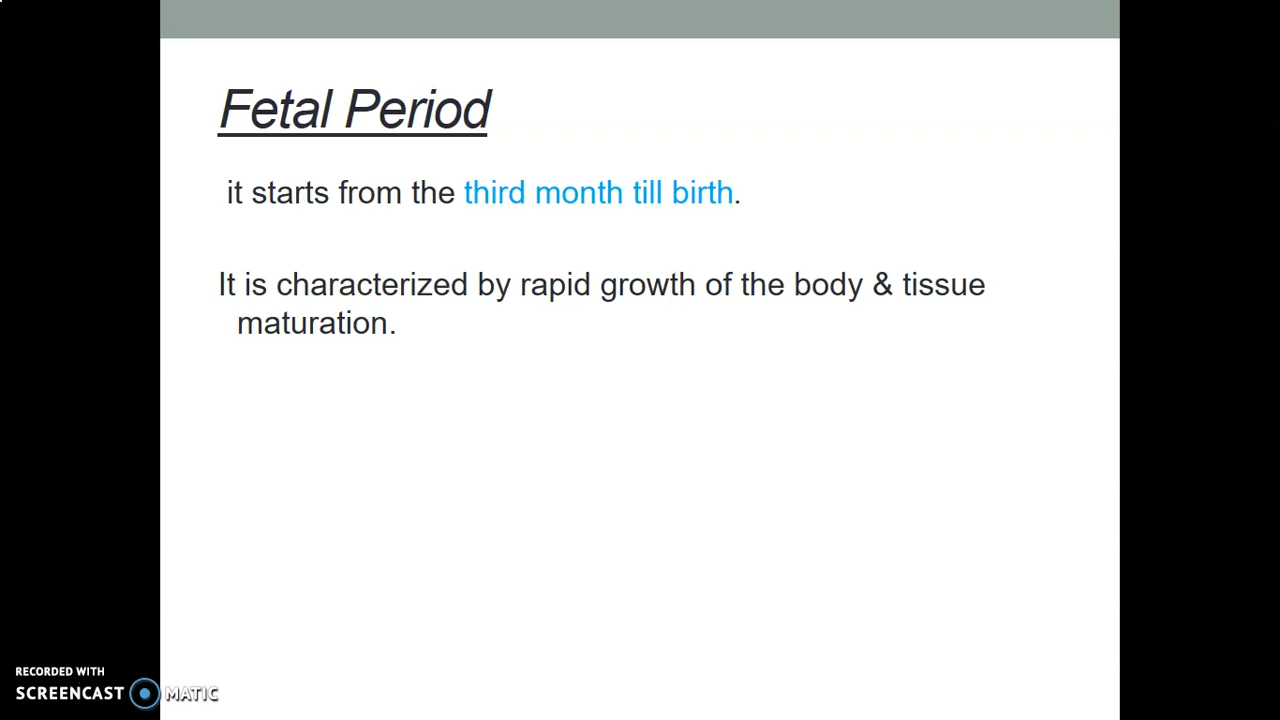 Fetal Period
it starts from the third month till birth.
It is characterized by rapid growth of the body & tissue
maturation.
RECORDED WITH
SCREENCAST MATIC